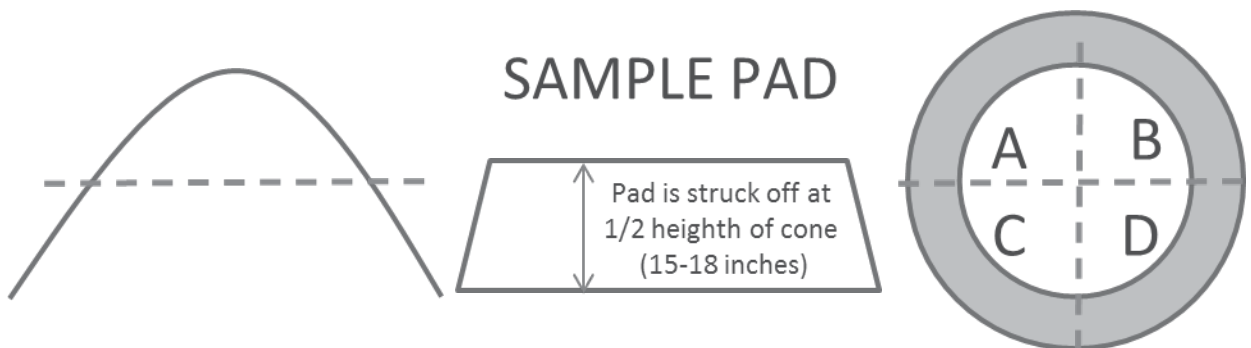 SAMPLE PAD
Pad is struck off at
1/2 heighth of cone
(15-18 inches)
A B
C D